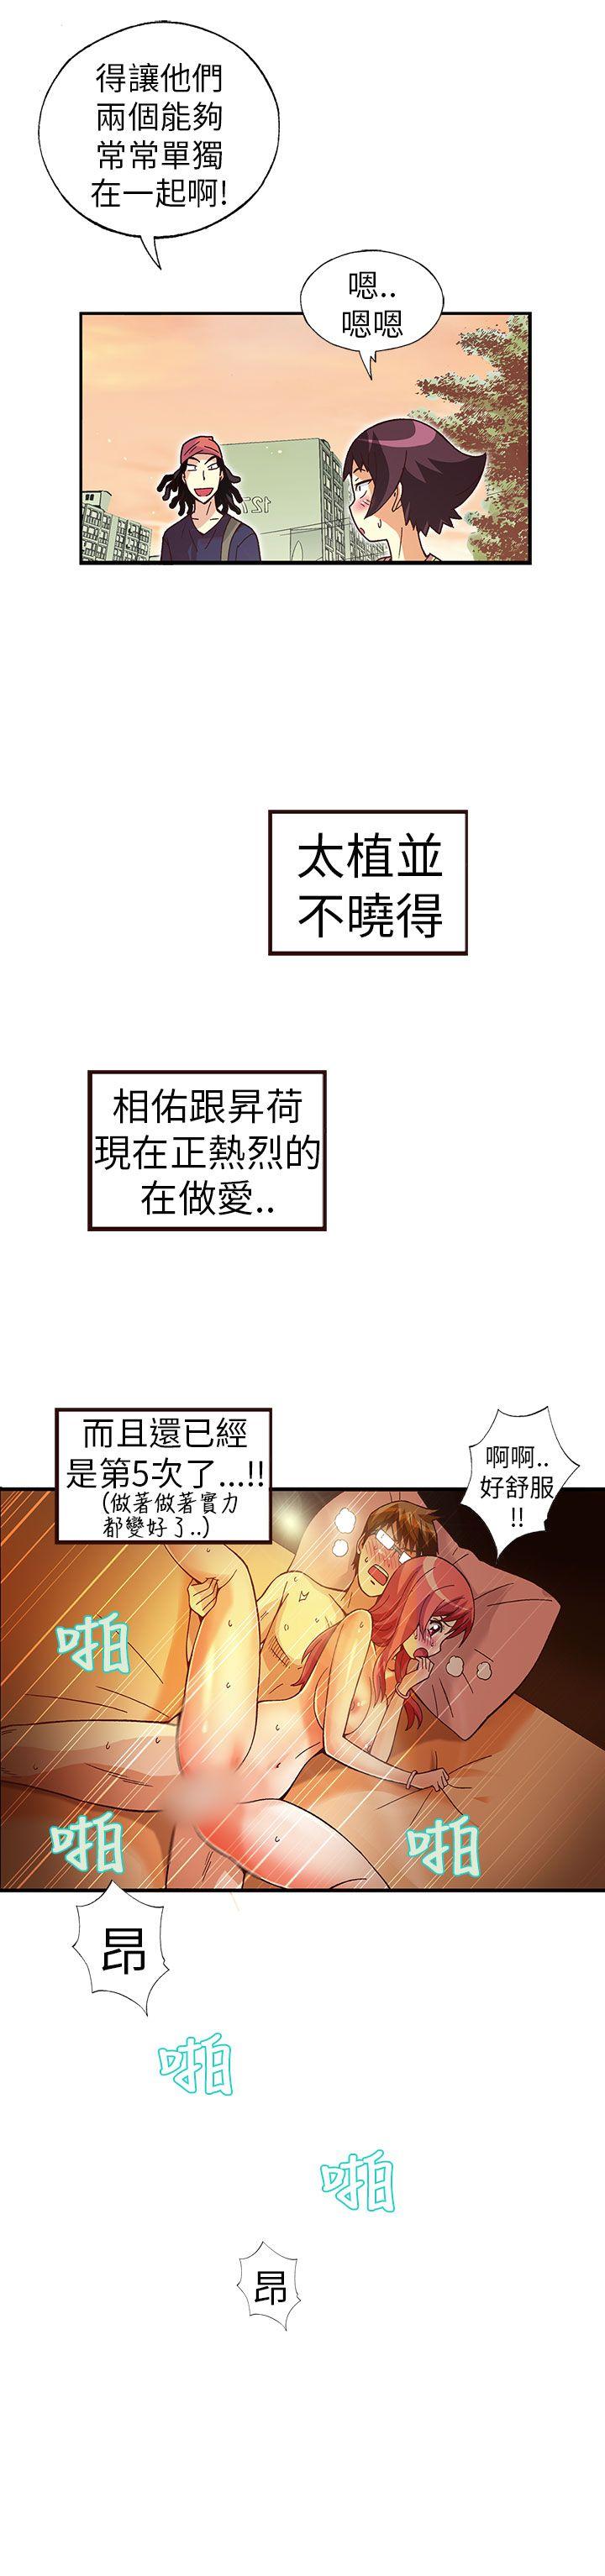 得讓他們
兩個能夠
常常單獨
在一起啊!
嗯..
嗯嗯
127
太植並
不曉得
相佑跟昇荷
現在正熱烈的
在做愛..
而且還已經
是第5次了...!!
(做著做著實力
都變好了..)
啊啊..
好舒服
!!
啪
啪
啪
昂
啪
啪
昂